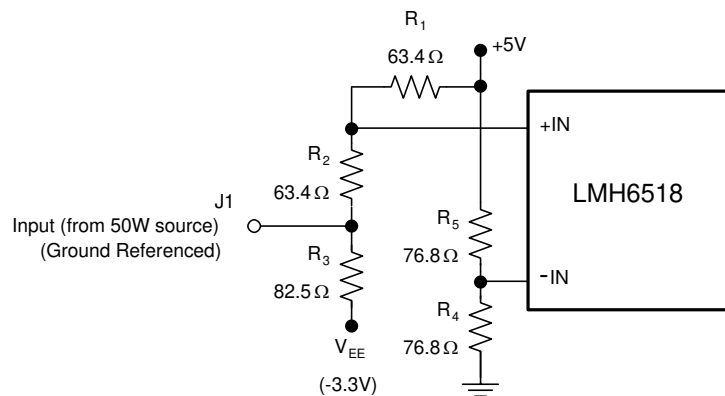 R1
63.4 Ω
+5V
+IN
R2
63.4 Ω
LMH6518
J1
Input (from 50W source)
(Ground Referenced)
R5
76.8 Ω
R3
82.5 Ω
-IN
R4
76.8 Ω
VEE
(-3.3V)